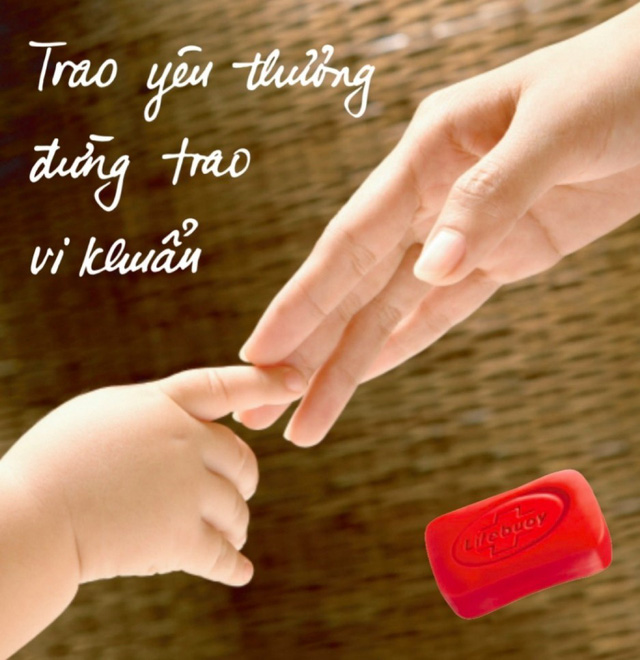 Trao yêu thương
đừng trao
vi khuẩn
Lifebuoy